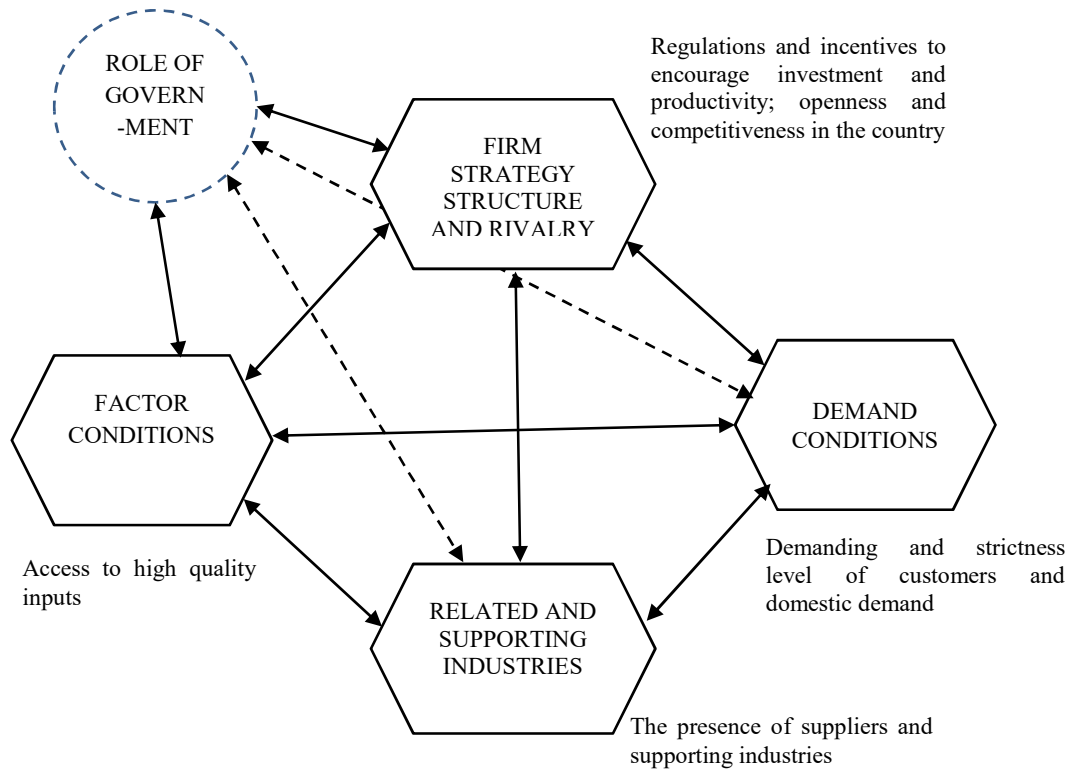 ROLE OF
GOVERN
-MENT
Regulations and incentives to
encourage investment and
productivity; openness and
competitiveness in the country
FIRM
STRATEGY
STRUCTURE
AND RIVALRY
FACTOR
CONDITIONS
DEMAND
CONDITIONS
Access to high quality
inputs
Demanding and strictness
level of customers and
domestic demand
RELATED AND
SUPPORTING
INDUSTRIES
The presence of suppliers and
supporting industries